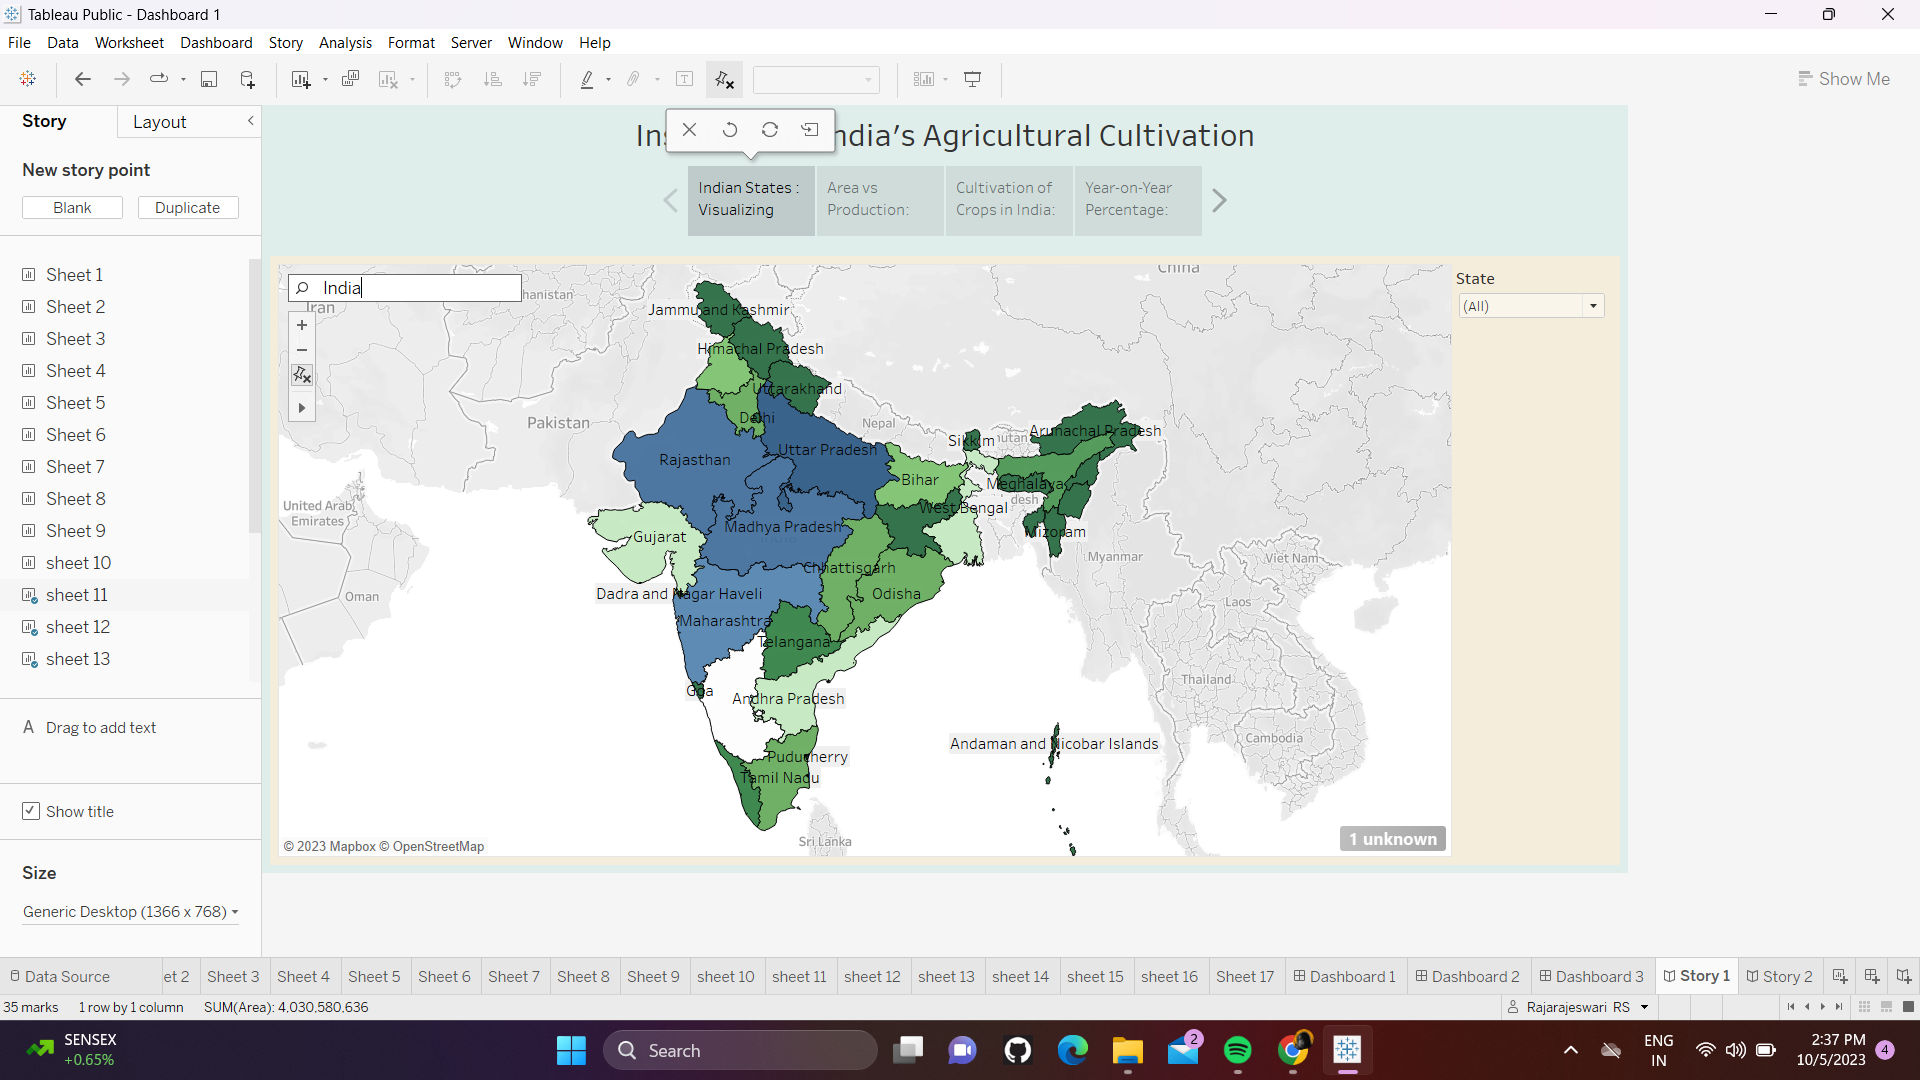 Tableau Public - Dashboard 1
File Data Worksheet Dashboard Story Analysis Format Server Window Help
Show Me
Story
Layout
New story point
Blank
Duplicate
Sheet 1
Sheet 2
Sheet 3
Sheet 4
Sheet 5
Sheet 6
Sheet 7
Sheet 8
Sheet 9
sheet 10
sheet 11
sheet 12
sheet 13
A Drag to add text
Show title
Size
Generic Desktop (1366 x 768)
ndia's Agricultural Cultivation
Indian States :
Visualizing
Area vs
Production:
Cultivation of
Crops in India:
Year-on-Year
Percentage:
India
State
(All)
China
Iran
hanistan
Jammu and Kashmir
Himachal Pradesh
Uttarakhand
Pakistan
Delhi
Nepal
Sikkim
hutan
Arunachal Pradesh
Uttar Pradesh
Rajasthan
Bihar
Meghalaya
desh
West Bengal
United Arab
Emirates
Madhya Pradesh
Gujarat
Mizoram
Myanmar
Viet Nam
Chhattisgarh
Oman
Dadra and Nagar Haveli
Odisha
Laos
Maharashtra
Telangana
Thailand
Goa
Andhra Pradesh
Cambodia
Andaman and Nicobar Islands
Puducherry
Tamil Nadu
Sri Lanka
1 unknown
© 2023 Mapbox © OpenStreetMap
Data Source
et 2
Sheet 3
Sheet 4
Sheet 5
Sheet 6
Sheet 7
Sheet 8
Sheet 9
sheet 10
sheet 11
sheet 12
sheet 13
sheet 14
sheet 15
sheet 16
Sheet 17
Dashboard 1
Dashboard 2
Dashboard 3
Story 1
Story 2
35 marks 1 row by 1 column SUM(Area): 4,030,580,636
Rajarajeswari RS
SENSEX
+0.65%
Search
2
ENG
IN
2:37 PM
10/5/2023
4